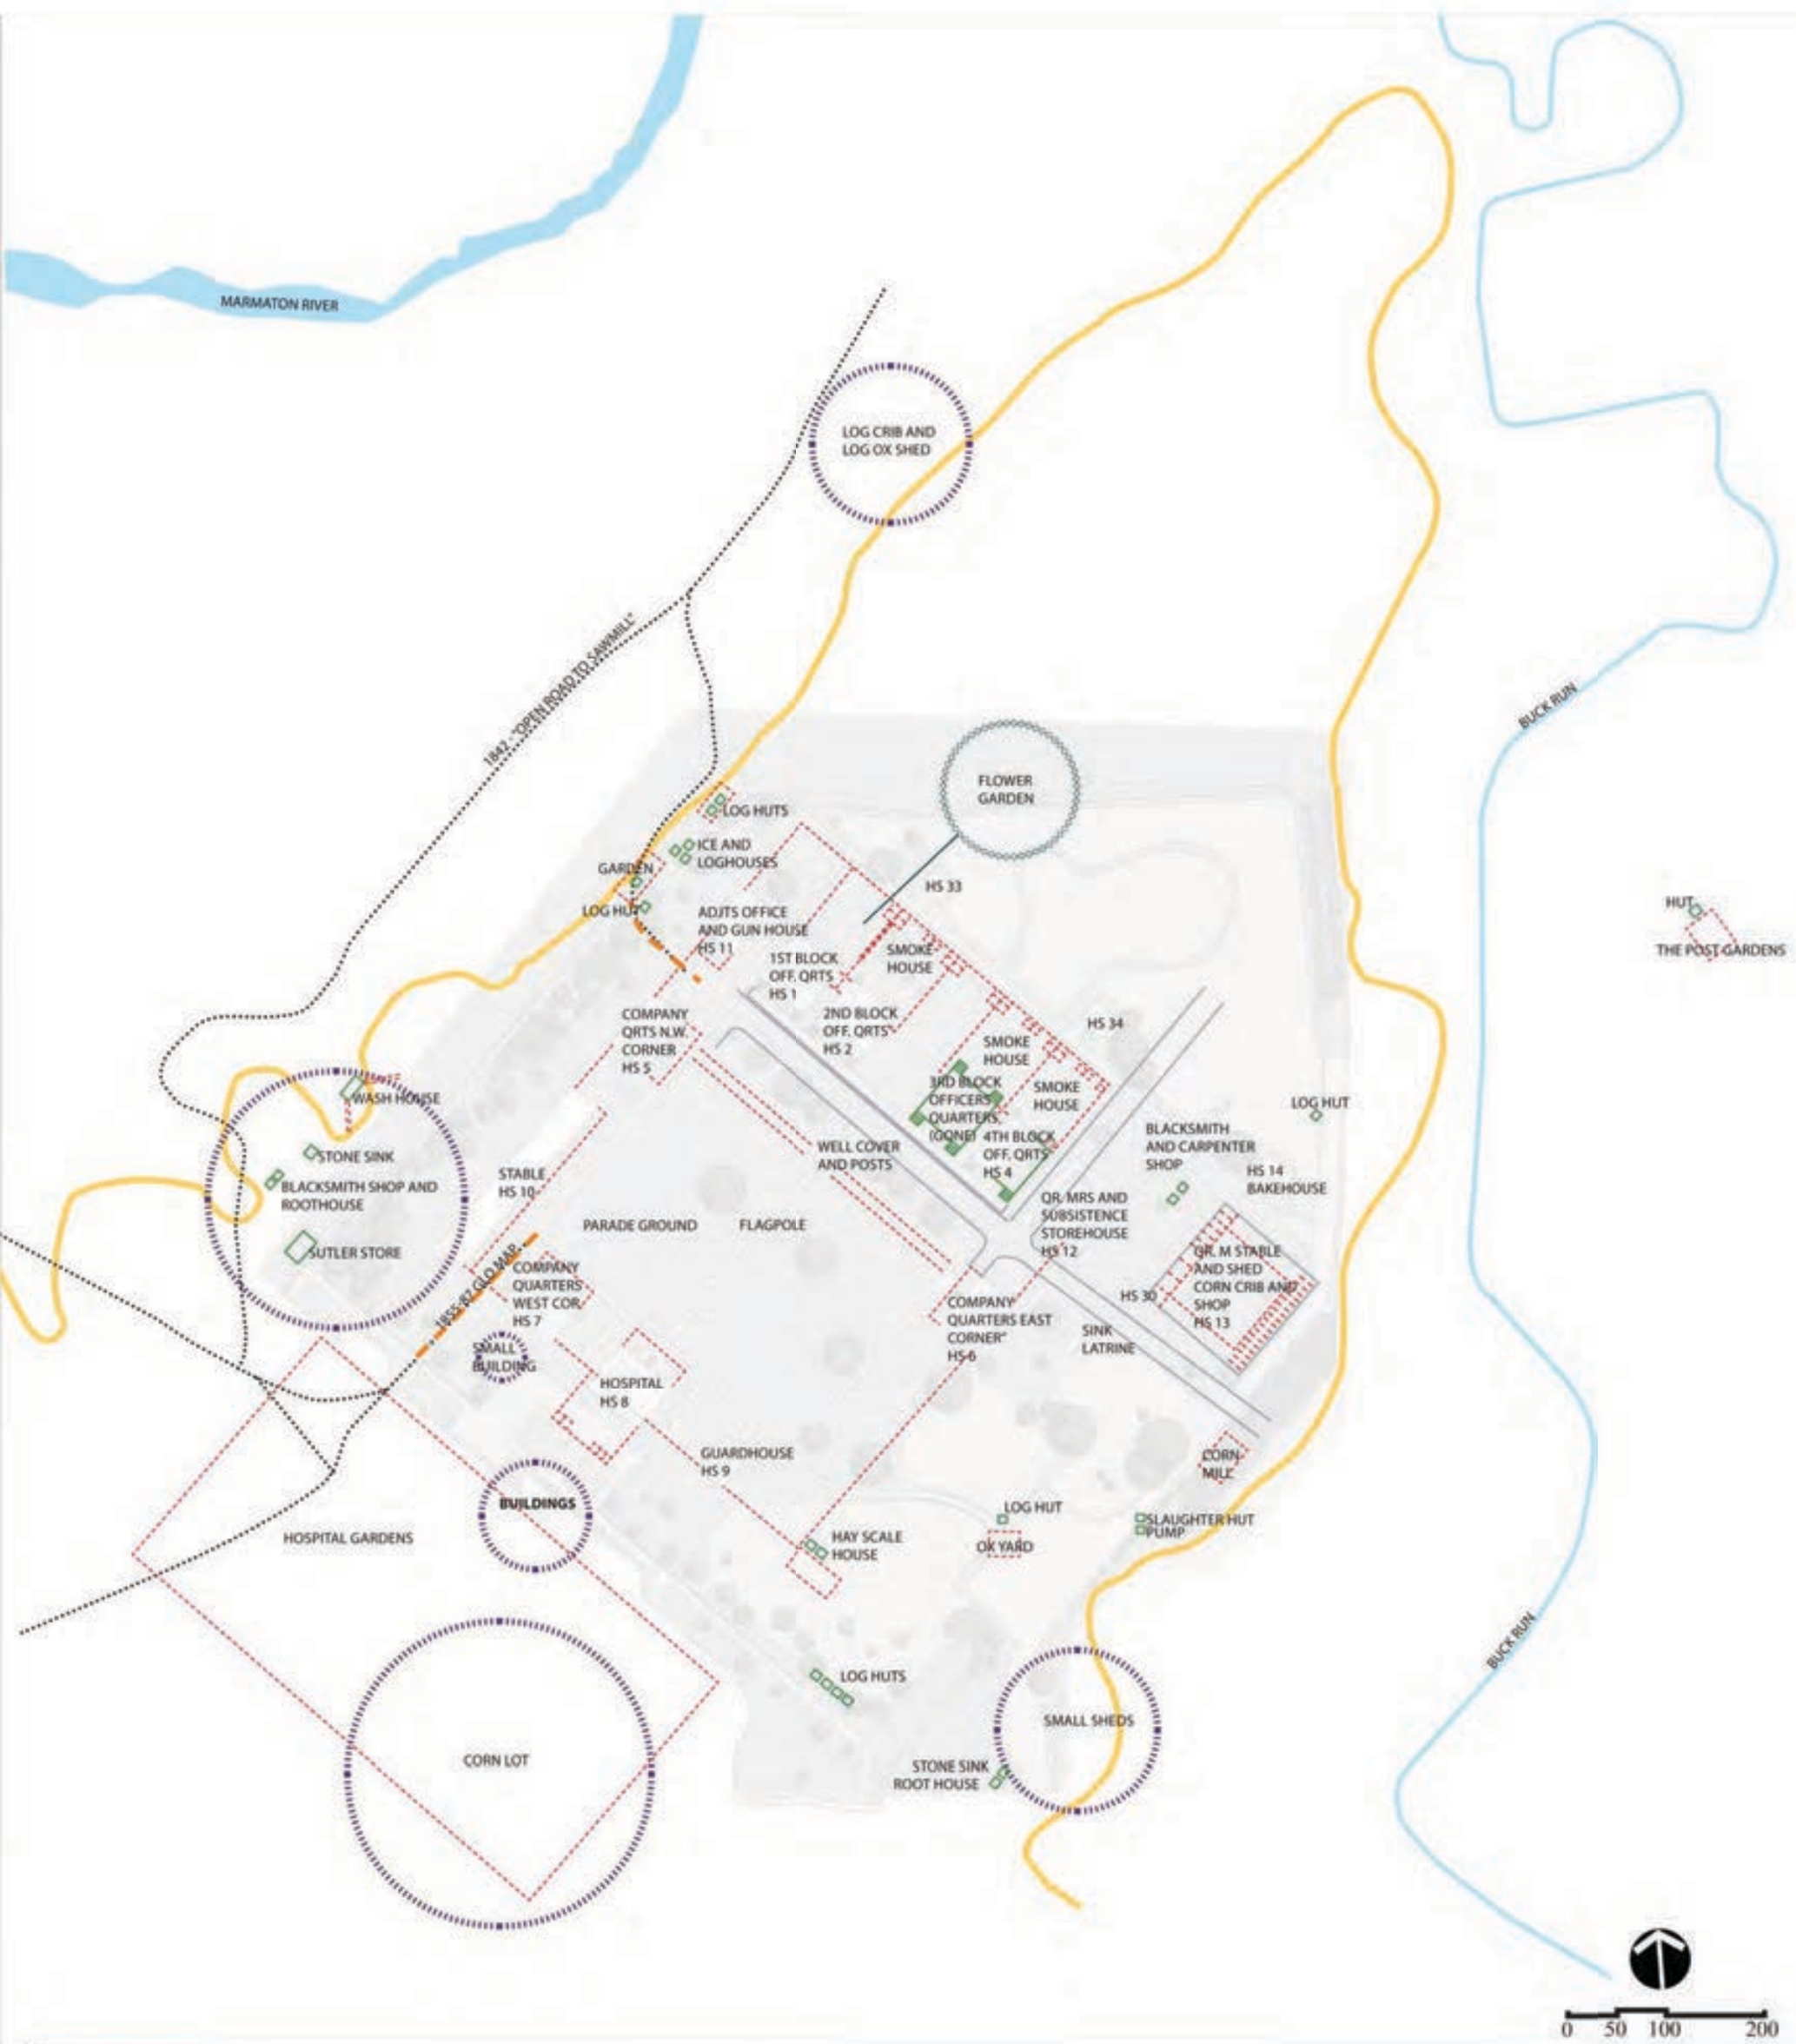 MARMATON RIVER
LOG CRIB AND
LOG OX SHED
1842 - "OPEN ROAD TO SAWMILL"
BUCK RUN
FLOWER
GARDEN
LOG HUTS
ICE AND
LOGHOUSES
GARDEN
LOG HUT
HS 33
ADJTS OFFICE
AND GUN HOUSE
HS 11
HUT
THE POST GARDENS
SMOKE
HOUSE
1ST BLOCK
OFF. QRTS
HS 1
COMPANY
QRTS N.W.
CORNER
HS 5
2ND BLOCK
OFF. QRTS"
HS 2
HS 34
SMOKE
HOUSE
3RD BLOCK
OFFICERS
QUARTERS,
(GONE)
SMOKE
HOUSE
4TH BLOCK
OFF. QRTS
HS 4
LOG HUT
WASH HOUSE
BLACKSMITH
AND CARPENTER
SHOP
WELL COVER
AND POSTS
STONE SINK
STABLE
HS 10
HS 14
BAKEHOUSE
BLACKSMITH SHOP AND
ROOTHOUSE
QR. MRS AND
SUBSISTENCE
STOREHOUSE
HS 12
PARADE GROUND
FLAGPOLE
SUTLER STORE
1855-87 GLO MAP
COMPANY
QUARTERS
WEST COR.
HS 7
QR. M STABLE
AND SHED
CORN CRIB AND
SHOP
HS 13
HS 30
COMPANY
QUARTERS EAST
CORNER"
HS 6
SINK
LATRINE
SMALL
BUILDING
HOSPITAL
HS 8
GUARDHOUSE
HS 9
CORN
MILL
BUILDINGS
HOSPITAL GARDENS
LOG HUT
OX YARD
SLAUGHTER HUT
PUMP
HAY SCALE
HOUSE
BUCK RUN
LOG HUTS
SMALL SHEDS
CORN LOT
STONE SINK
ROOT HOUSE
0 50 100 200